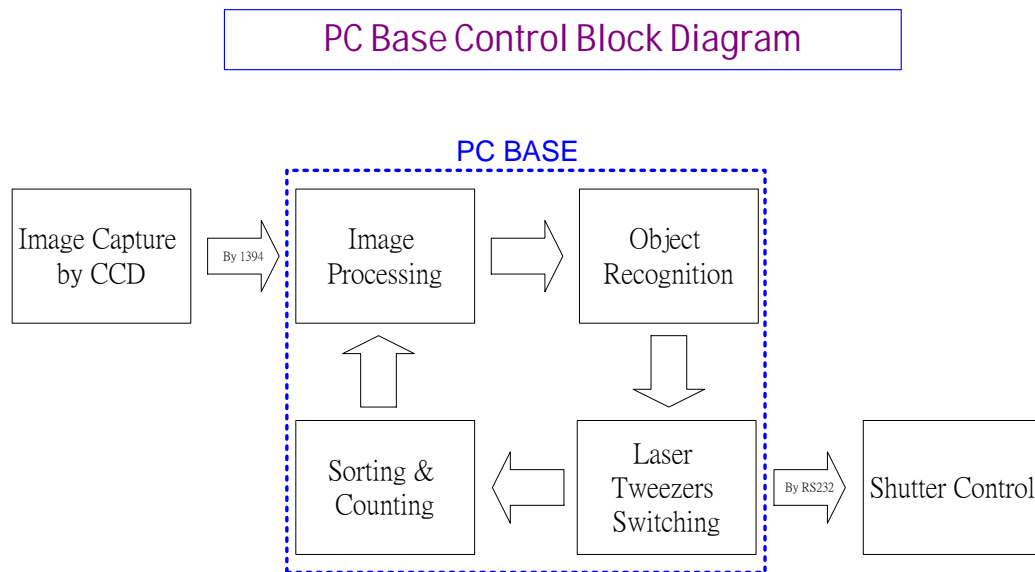 PC Base Control Block Diagram
PC BASE
Image Capture
by CCD
By 1394
Image
Processing
Object
Recognition
Sorting &
Counting
Laser
Tweezers
Switching
By RS232
Shutter Control